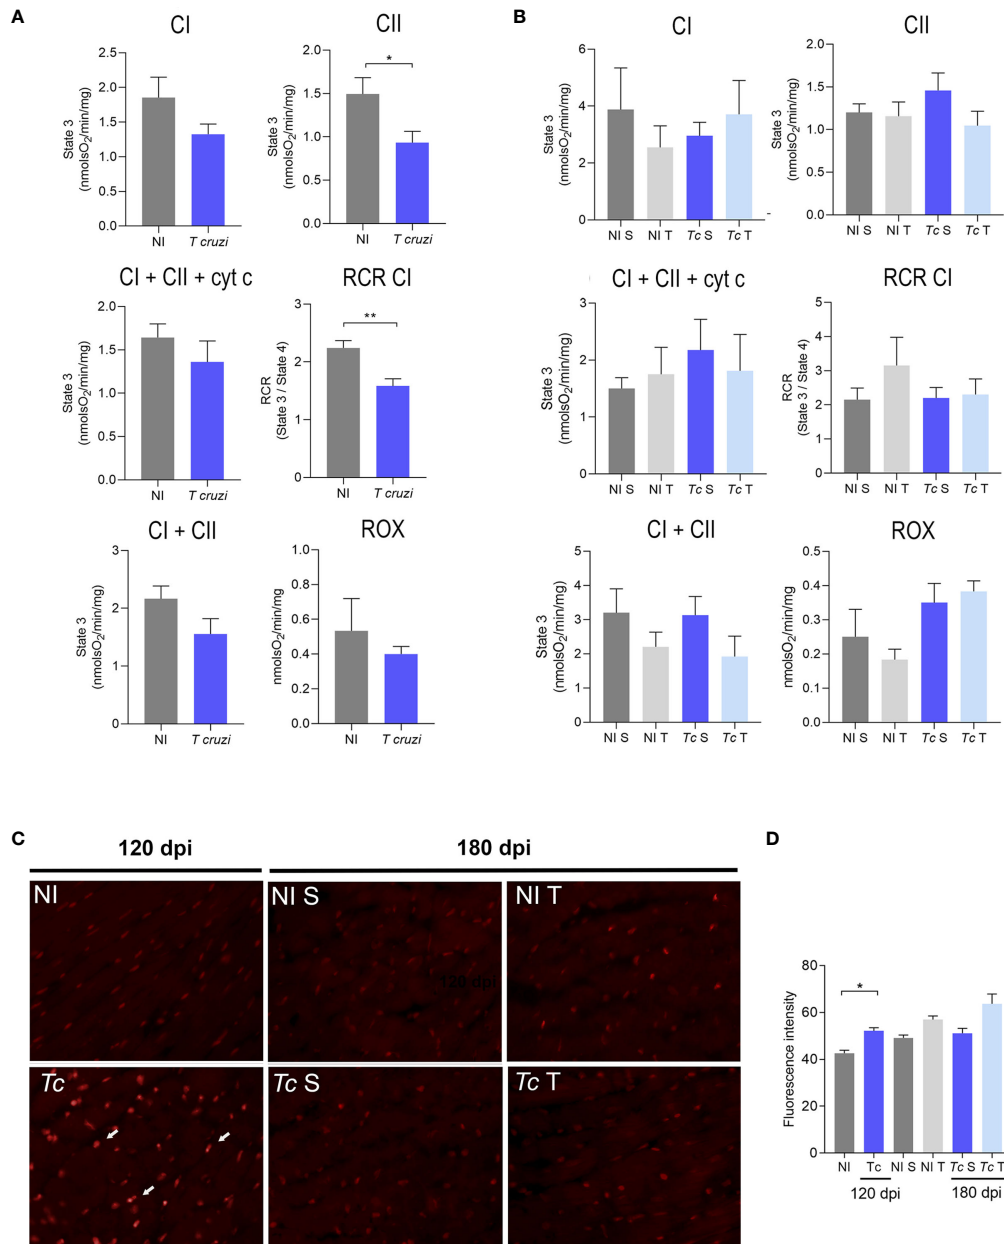 A
CI
State 3
(nmolsO2/min/mg)
2.5
2.0
1.5
1.0
0.5
0.0
NI
T cruzi
CII
State 3
(nmolsO2/min/mg)
2.0
1.5
1.0
0.5
0.0
*
NI
T cruzi
CI + CII + cyt c
State 3
(nmolsO2/min/mg)
2.0
1.5
1.0
0.5
0.0
NI
T cruzi
RCR CI
RCR
(State 3 / State 4)
3
2
1
0
**
NI
T cruzi
CI + CII
State 3
(nmolsO2/min/mg)
3
2
1
0
NI
T cruzi
ROX
nmolsO2/min/mg)
1.0
0.8
0.6
0.4
0.2
0.0
NI
T cruzi
B
CI
State 3
(nmolsO2/min/mg)
6
4
2
0
NI S NI T Tc S Tc T
-
CII
State 3
(nmolsO2/min/mg)
2.0
1.5
1.0
0.5
0.0
NI S NI T Tc S Tc T
CI + CII + cyt c
State 3
(nmolsO2/min/mg)
3
2
1
0
NI S NI T Tc S Tc T
RCR CI
RCR
(State 3 / State 4)
5
4
3
2
1
0
NI S NI T Tc S Tc T
CI + CII
State 3
(nmolsO2/min/mg)
5
4
3
2
1
0
NI S NI T Tc S Tc T
ROX
nmolsO2/min/mg
0.5
0.4
0.3
0.2
0.1
0.0
NI S NI T Tc S Tc T
C
120 dpi
180 dpi
NI
NI S
NI T
120 dpi
Tc
Tc S
Tc T
D
Fluorescence intensity
80
60
40
20
0
*
NI Tc NI S NI T Tc S Tc T
120 dpi
180 dpi